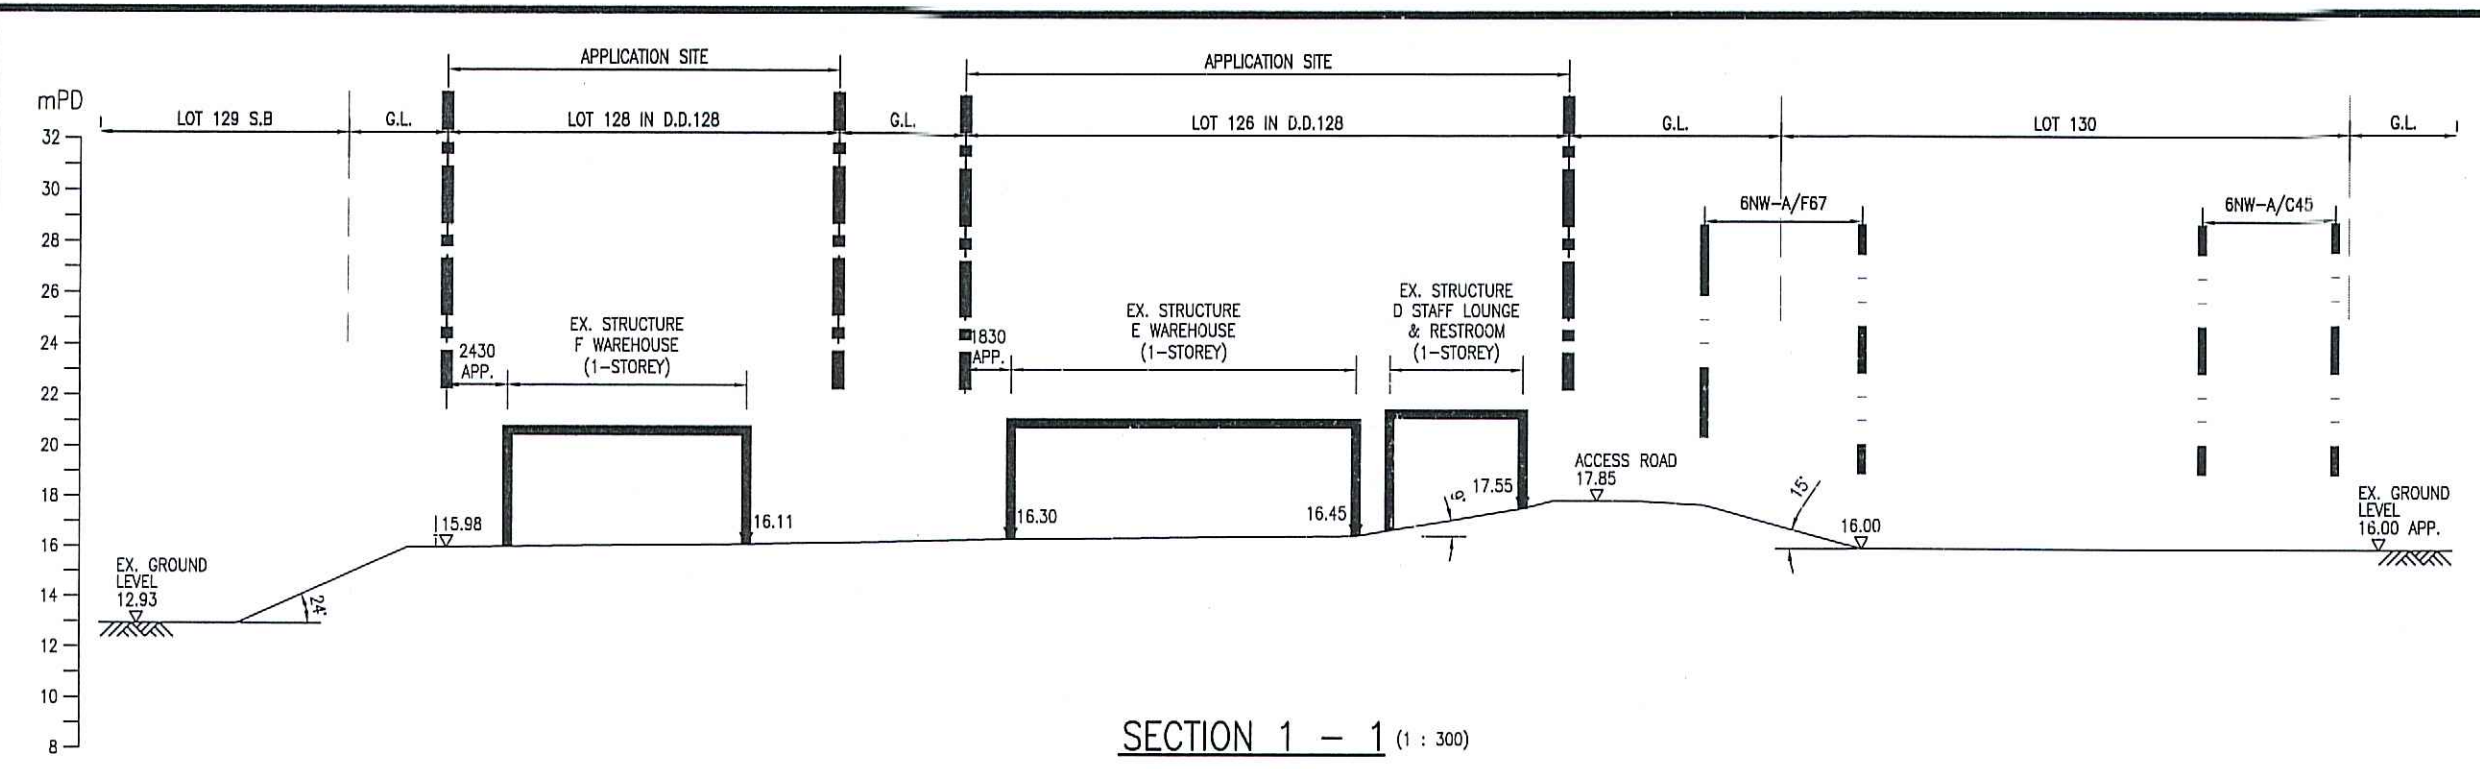 APPLICATION SITE
APPLICATION SITE
mPD
LOT 129 S.B
G.L.
LOT 128 IN D.D.128
G.L.
LOT 126 IN D.D.128
G.L.
LOT 130
G.L.
32
30
28
26
24
22
20
18
16
14
12
10
8
6NW-A/F67
6NW-A/C45
2430
APP.
EX. STRUCTURE
F WAREHOUSE
(1-STOREY)
1830
APP.
EX. STRUCTURE
E WAREHOUSE
(1-STOREY)
EX. STRUCTURE
D STAFF LOUNGE
& RESTROOM
(1-STOREY)
EX. GROUND
LEVEL
12.93
24°
15.98
16.11
16.30
16.45
17.55
ACCESS ROAD
17.85
15°
16.00
EX. GROUND
LEVEL
16.00 APP.
SECTION 1 - 1 (1 : 300)